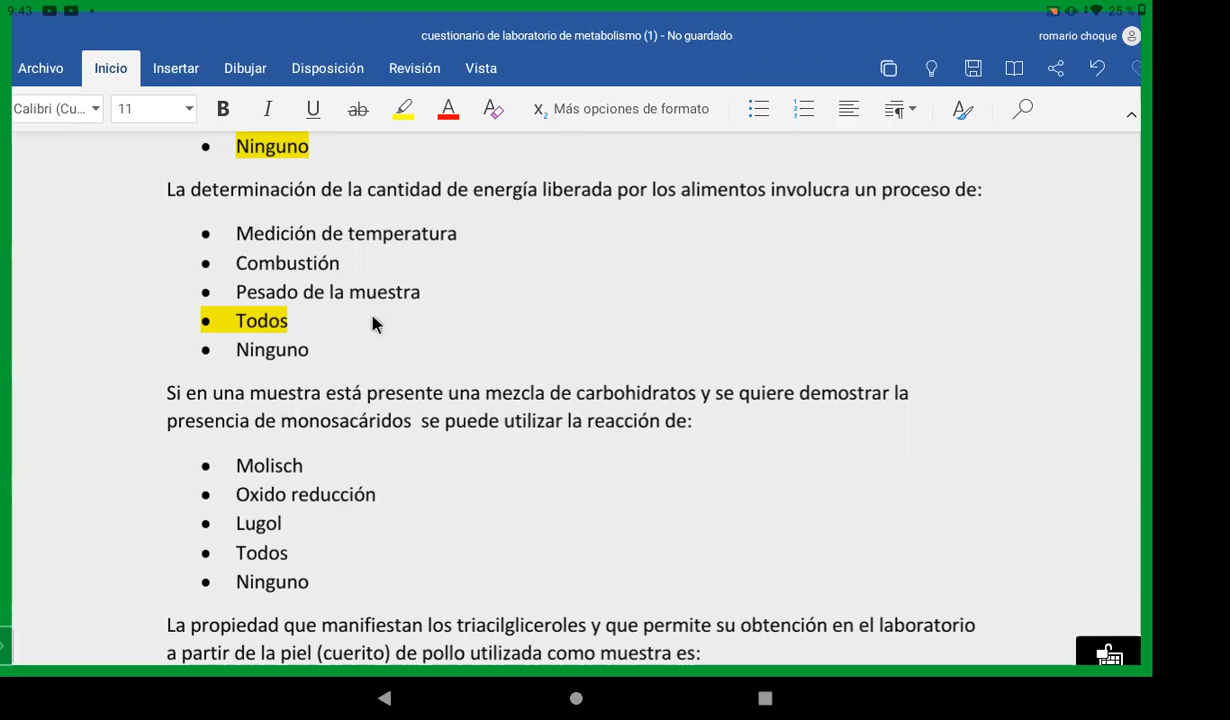 9:43
25 %
cuestionario de laboratorio de metabolismo (1) - No guardado
romario choque
Archivo Inicio Insertar Dibujar Disposición Revisión Vista
Calibri (Cu... 11 B I U ab A A X₂ Más opciones de formato
• Ninguno
La determinación de la cantidad de energía liberada por los alimentos involucra un proceso de:
• Medición de temperatura
• Combustión
• Pesado de la muestra
• Todos
• Ninguno
Si en una muestra está presente una mezcla de carbohidratos y se quiere demostrar la
presencia de monosacáridos se puede utilizar la reacción de:
• Molisch
• Oxido reducción
• Lugol
• Todos
• Ninguno
La propiedad que manifiestan los triacilgliceroles y que permite su obtención en el laboratorio
a partir de la piel (cuerito) de pollo utilizada como muestra es: